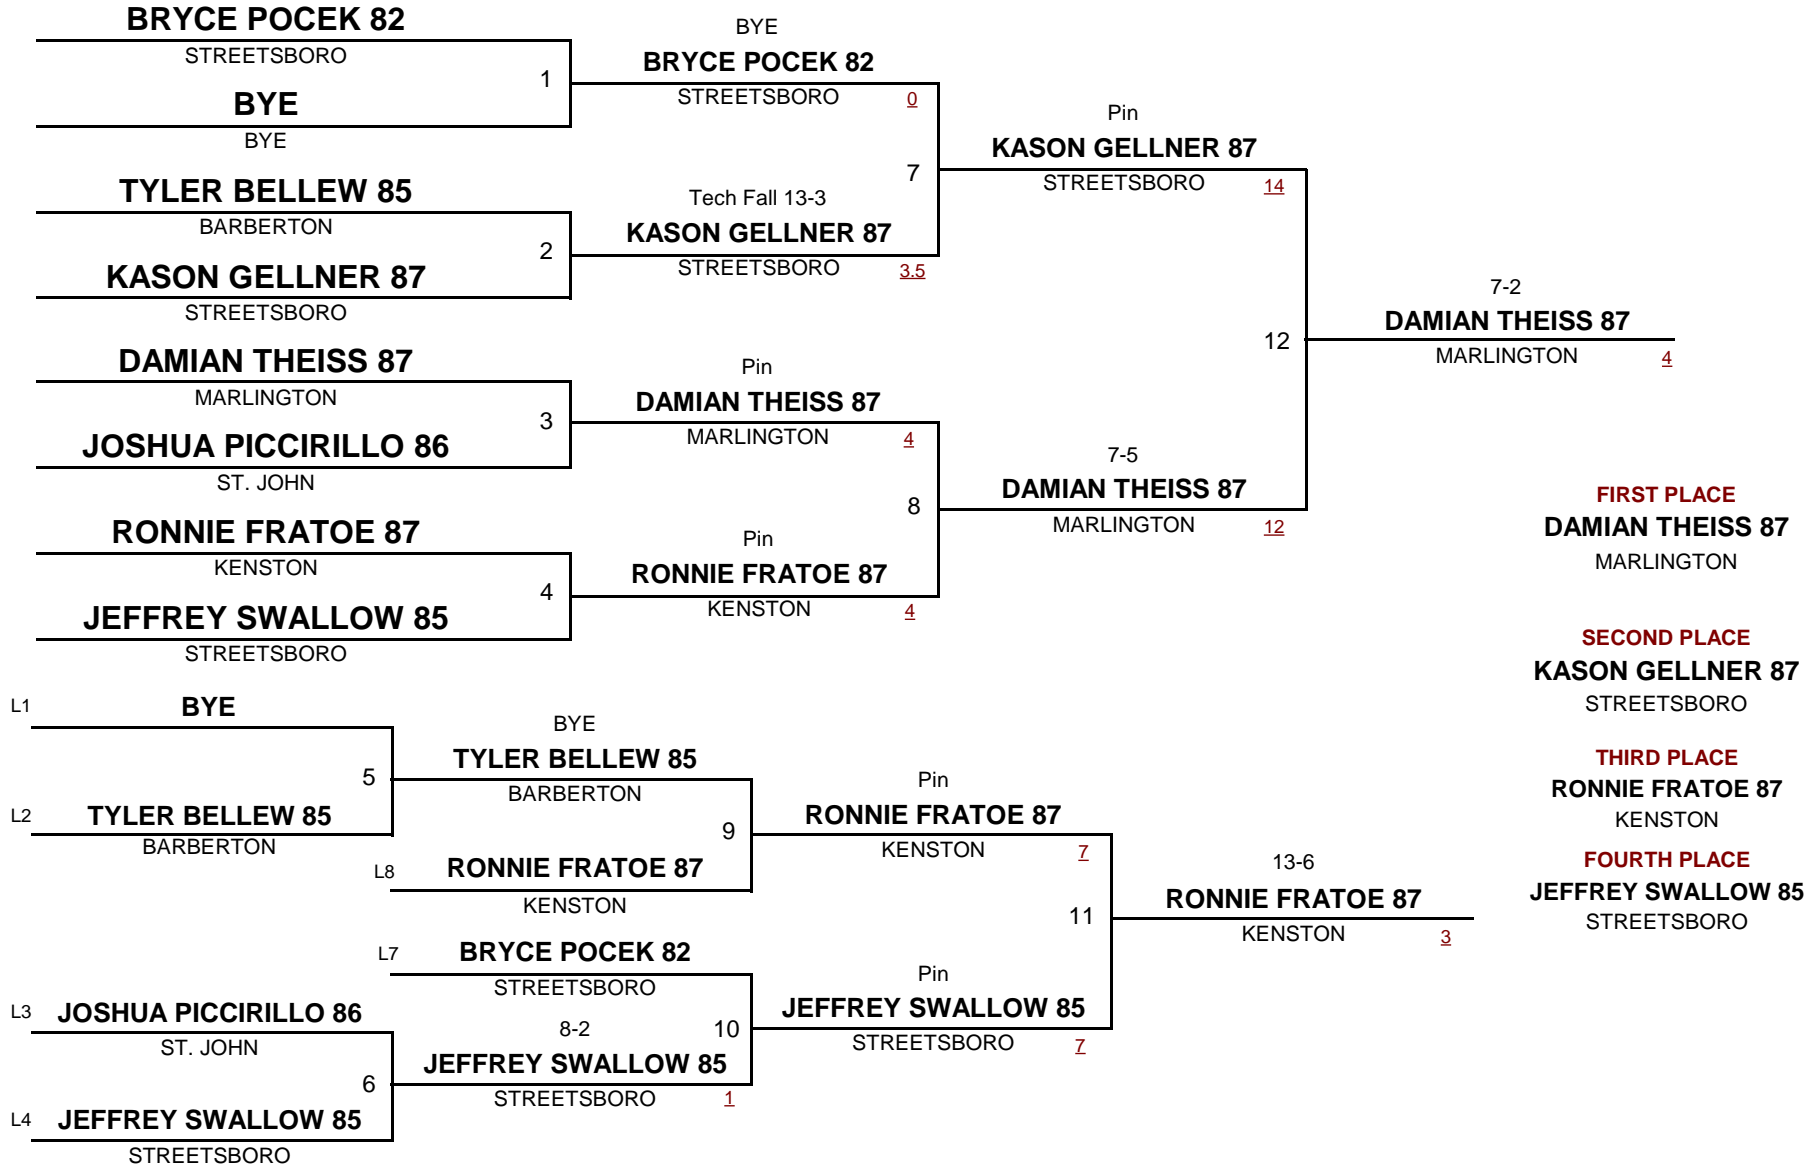 BRYCE POCEK 82
STREETSBORO
1
BYE
BYE
TYLER BELLEW 85
BARBERTON
2
KASON GELLNER 87
STREETSBORO
DAMIAN THEISS 87
MARLINGTON
3
JOSHUA PICCIRILLO 86
ST. JOHN
RONNIE FRATOE 87
KENSTON
4
JEFFREY SWALLOW 85
STREETSBORO
BYE
BRYCE POCEK 82
STREETSBORO 0
7
Tech Fall 13-3
KASON GELLNER 87
STREETSBORO 3.5
Pin
DAMIAN THEISS 87
MARLINGTON 4
8
Pin
RONNIE FRATOE 87
KENSTON 4
Pin
KASON GELLNER 87
STREETSBORO 14
12
7-5
DAMIAN THEISS 87
MARLINGTON 12
7-2
DAMIAN THEISS 87
MARLINGTON 4
FIRST PLACE
DAMIAN THEISS 87
MARLINGTON
SECOND PLACE
KASON GELLNER 87
STREETSBORO
THIRD PLACE
RONNIE FRATOE 87
KENSTON
FOURTH PLACE
JEFFREY SWALLOW 85
STREETSBORO
L1 BYE
5
L2 TYLER BELLEW 85
BARBERTON
L3 JOSHUA PICCIRILLO 86
ST. JOHN
6
L4 JEFFREY SWALLOW 85
STREETSBORO
BYE
TYLER BELLEW 85
BARBERTON
9
L8 RONNIE FRATOE 87
KENSTON
L7 BRYCE POCEK 82
STREETSBORO
8-2 10
JEFFREY SWALLOW 85
STREETSBORO 1
Pin
RONNIE FRATOE 87
KENSTON 7
11
Pin
JEFFREY SWALLOW 85
STREETSBORO 7
13-6
RONNIE FRATOE 87
KENSTON 3